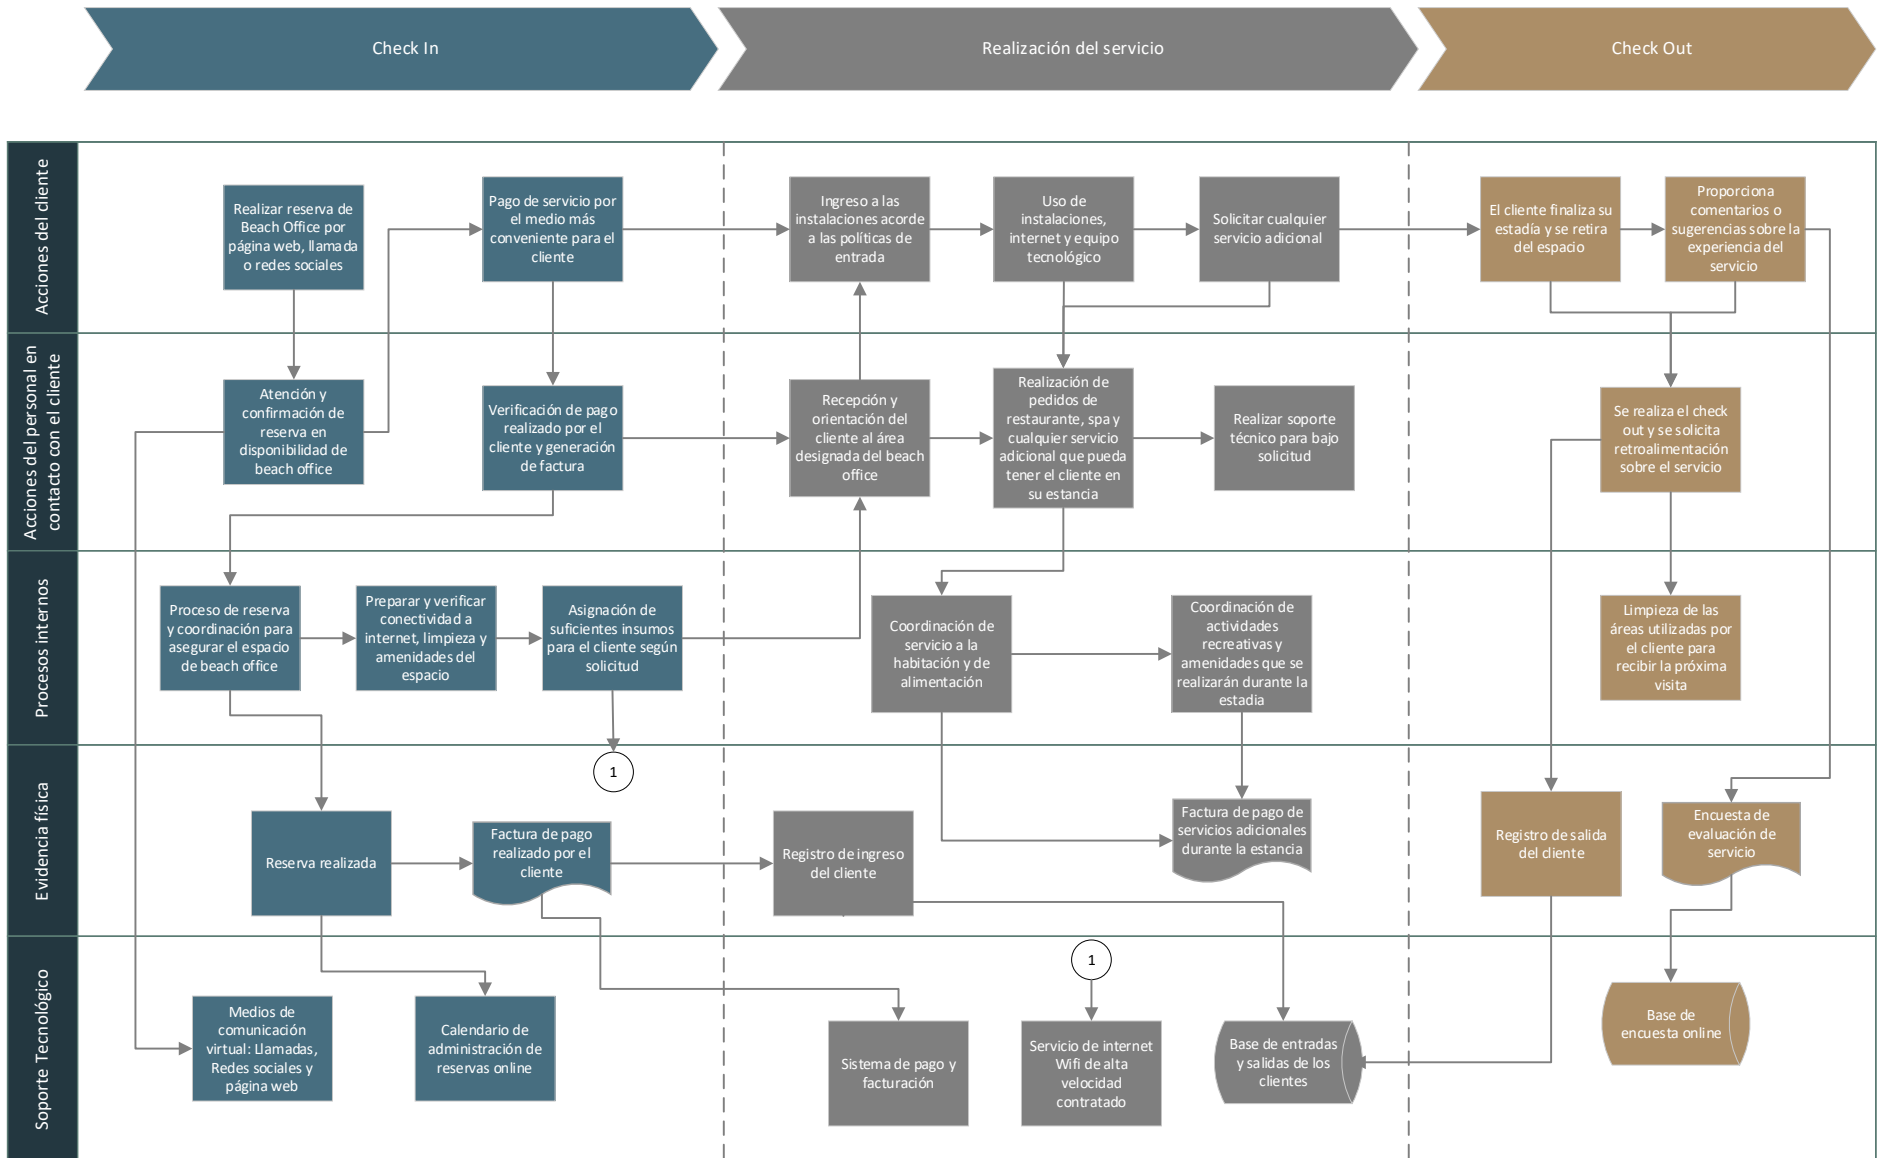 Check In
Realización del servicio
Check Out
Acciones del cliente
Realizar reserva de
Beach Office por
página web, llamada
o redes sociales
Pago de servicio por
el medio más
conveniente para el
cliente
Ingreso a las
instalaciones acorde
a las políticas de
entrada
Uso de
instalaciones,
internet y equipo
tecnológico
Solicitar cualquier
servicio adicional
El cliente finaliza su
estadía y se retira
del espacio
Proporciona
comentarios o
sugerencias sobre la
experiencia del
servicio
Acciones del personal en
contacto con el cliente
Atención y
confirmación de
reserva en
disponibilidad de
beach office
Verificación de pago
realizado por el
cliente y generación
de factura
Recepción y
orientación del
cliente al área
designada del beach
office
Realización de
pedidos de
restaurante, spa y
cualquier servicio
adicional que pueda
tener el cliente en
su estancia
Realizar soporte
técnico para bajo
solicitud
Se realiza el check
out y se solicita
retroalimentación
sobre el servicio
Procesos internos
Proceso de reserva
y coordinación para
asegurar el espacio
de beach office
Preparar y verificar
conectividad a
internet, limpieza y
amenidades del
espacio
Asignación de
suficientes insumos
para el cliente según
solicitud
Coordinación de
servicio a la
habitación y de
alimentación
Coordinación de
actividades
recreativas y
amenidades que se
realizarán durante la
estadia
Limpieza de las
áreas utilizadas por
el cliente para
recibir la próxima
visita
Evidencia física
1
Reserva realizada
Factura de pago
realizado por el
cliente
Registro de ingreso
del cliente
Factura de pago de
servicios adicionales
durante la estancia
Registro de salida
del cliente
Encuesta de
evaluación de
servicio
Soporte Tecnológico
1
Medios de
comunicación
virtual: Llamadas,
Redes sociales y
página web
Calendario de
administración de
reservas online
Sistema de pago y
facturación
Servicio de internet
Wifi de alta
velocidad
contratado
Base de entradas
y salidas de los
clientes
Base de
encuesta online